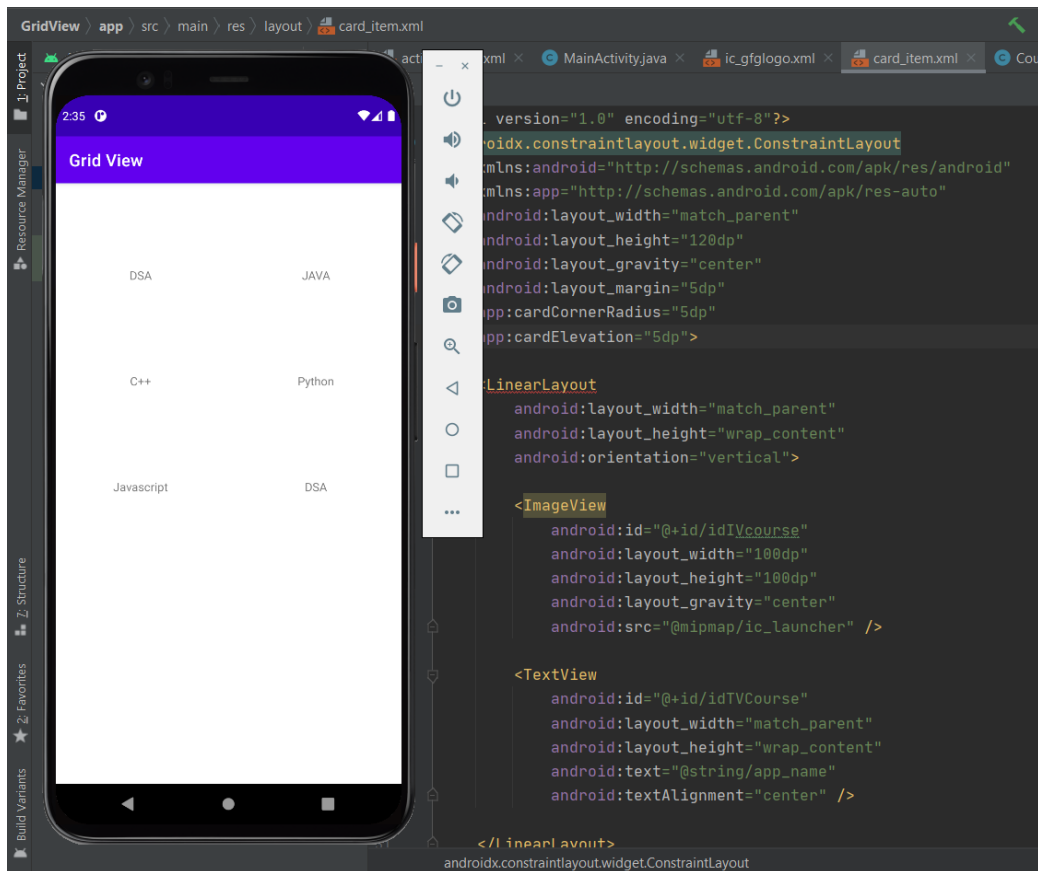 GridView app src main res layout card_item.xml
1: Project
Resource Manager
Z: Structure
2: Favorites
Build Variants
xml MainActivity.java ic_gfglogo.xml card_item.xml Cou
2:35
Grid View
DSA JAVA
C++ Python
Javascript DSA
version="1.0" encoding="utf-8"?>
roidx.constraintlayout.widget.ConstraintLayout
mlns:android="http://schemas.android.com/apk/res/android"
mlns:app="http://schemas.android.com/apk/res-auto"
android:layout_width="match_parent"
android:layout_height="120dp"
android:layout_gravity="center"
android:layout_margin="5dp"
app:cardCornerRadius="5dp"
app:cardElevation="5dp">
<LinearLayout
android:layout_width="match_parent"
android:layout_height="wrap_content"
android:orientation="vertical">
<ImageView
android:id="@+id/idIVcourse"
android:layout_width="100dp"
android:layout_height="100dp"
android:layout_gravity="center"
android:src="@mipmap/ic_launcher" />
<TextView
android:id="@+id/idTVCourse"
android:layout_width="match_parent"
android:layout_height="wrap_content"
android:text="@string/app_name"
android:textAlignment="center" />
</LinearLayout>
androidx.constraintlayout.widget.ConstraintLayout